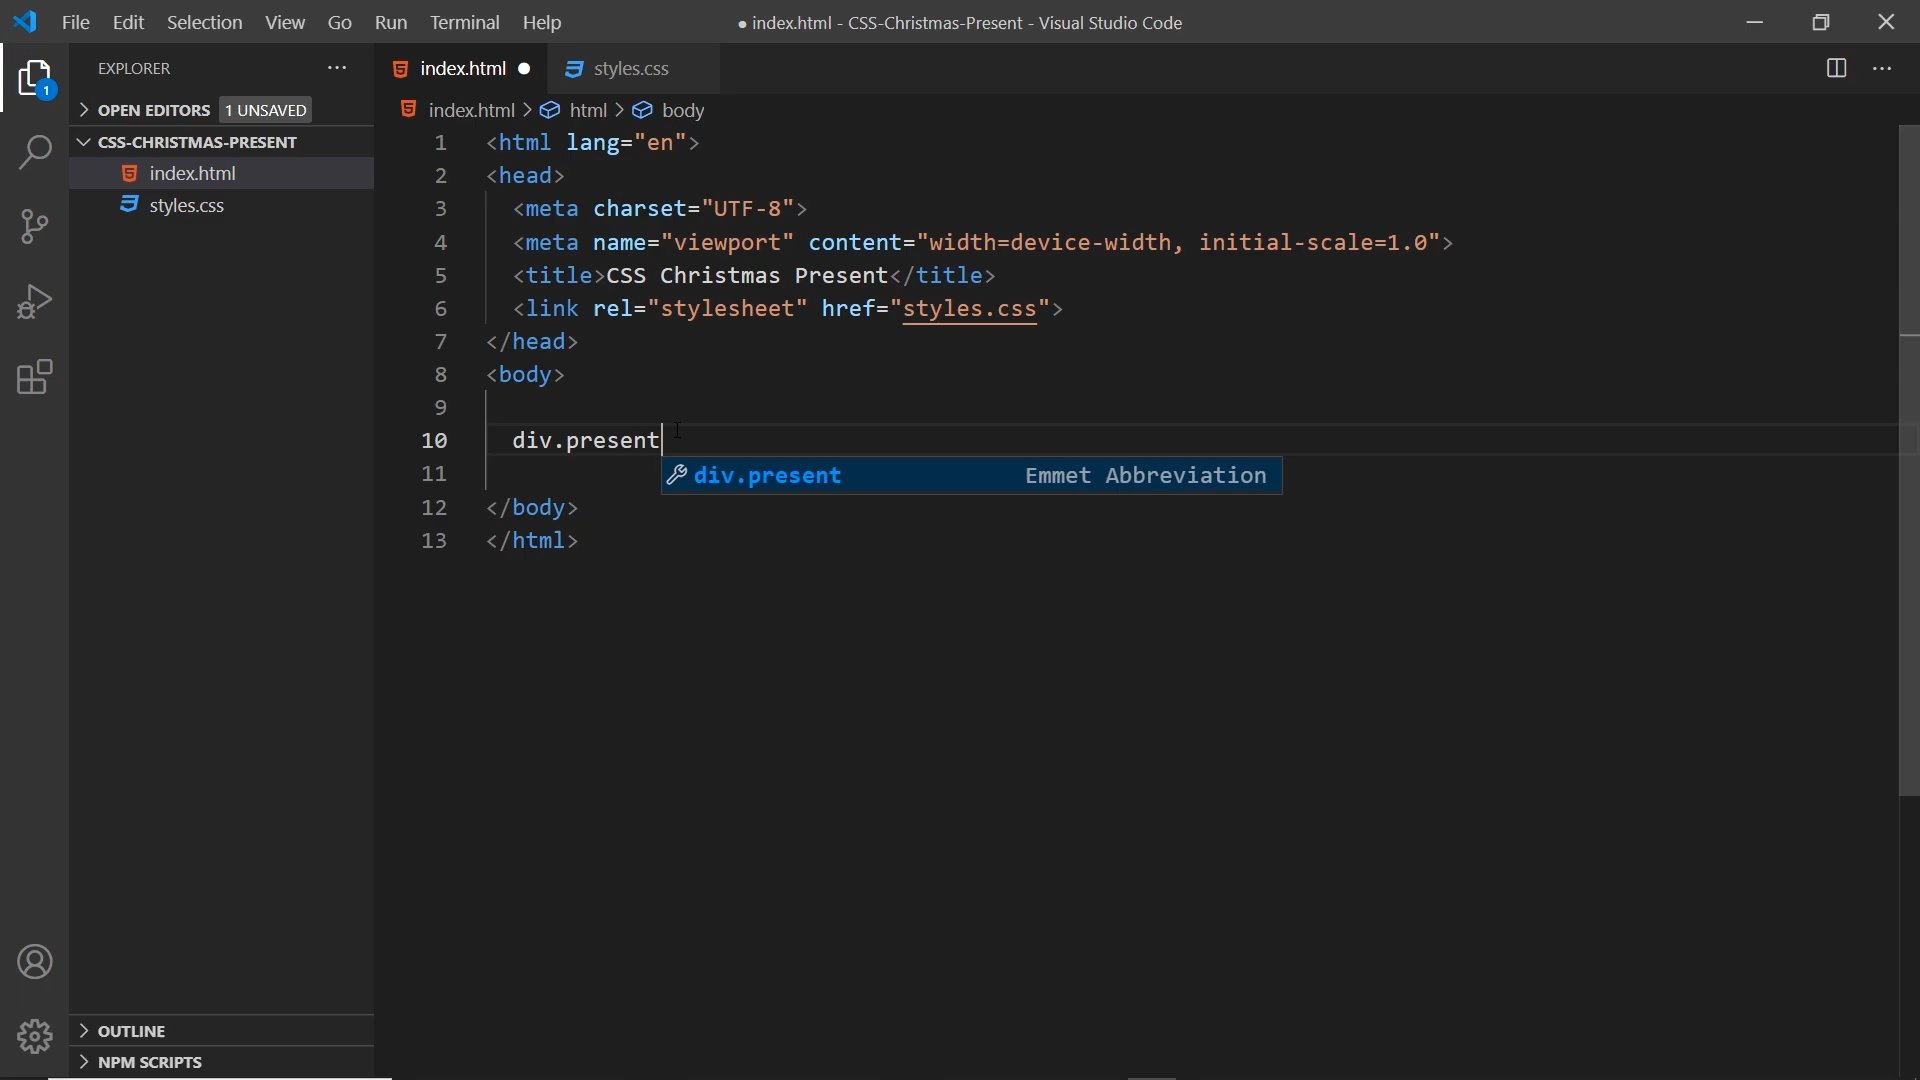 File Edit Selection View Go Run Terminal Help
● index.html - CSS-Christmas-Present - Visual Studio Code
EXPLORER
OPEN EDITORS 1 UNSAVED
CSS-CHRISTMAS-PRESENT
index.html
styles.css
1
OUTLINE
NPM SCRIPTS
index.html ● styles.css
index.html > html > body
1 <html lang="en">
2 <head>
3 <meta charset="UTF-8">
4 <meta name="viewport" content="width=device-width, initial-scale=1.0">
5 <title>CSS Christmas Present</title>
6 <link rel="stylesheet" href="styles.css">
7 </head>
8 <body>
9
10 div.present
11
div.present Emmet Abbreviation
12 </body>
13 </html>